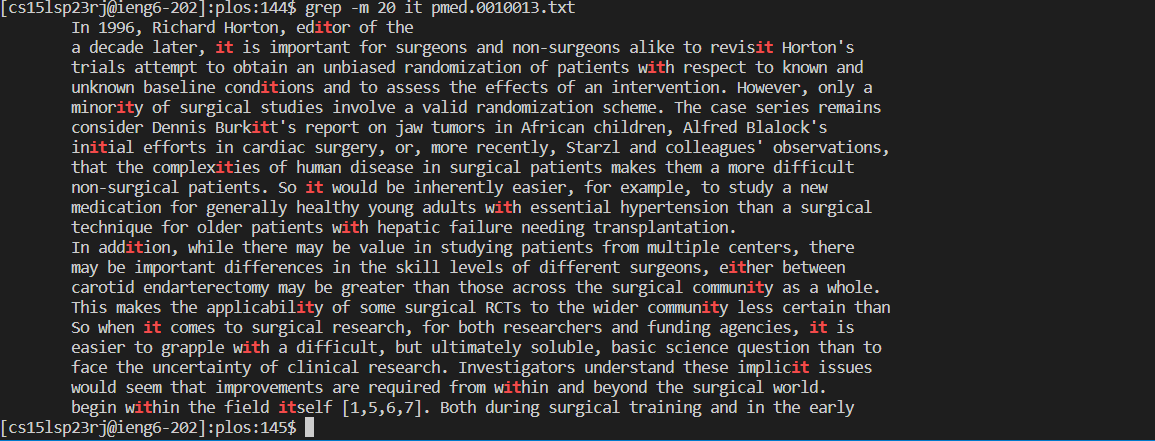 [cs15lsp23rj@ieng6-202]:plos:144$ grep -m 20 it pmed.0010013.txt
In 1996, Richard Horton, editor of the
a decade later, it is important for surgeons and non-surgeons alike to revisit Horton's
trials attempt to obtain an unbiased randomization of patients with respect to known and
unknown baseline conditions and to assess the effects of an intervention. However, only a
minority of surgical studies involve a valid randomization scheme. The case series remains
consider Dennis Burkitt's report on jaw tumors in African children, Alfred Blalock's
initial efforts in cardiac surgery, or, more recently, Starzl and colleagues' observations,
that the complexities of human disease in surgical patients makes them a more difficult
non-surgical patients. So it would be inherently easier, for example, to study a new
medication for generally healthy young adults with essential hypertension than a surgical
technique for older patients with hepatic failure needing transplantation.
In addition, while there may be value in studying patients from multiple centers, there
may be important differences in the skill levels of different surgeons, either between
carotid endarterectomy may be greater than those across the surgical community as a whole.
This makes the applicability of some surgical RCTs to the wider community less certain than
So when it comes to surgical research, for both researchers and funding agencies, it is
easier to grapple with a difficult, but ultimately soluble, basic science question than to
face the uncertainty of clinical research. Investigators understand these implicit issues
would seem that improvements are required from within and beyond the surgical world.
begin within the field itself [1,5,6,7]. Both during surgical training and in the early
[cs15lsp23rj@ieng6-202]:plos:145$